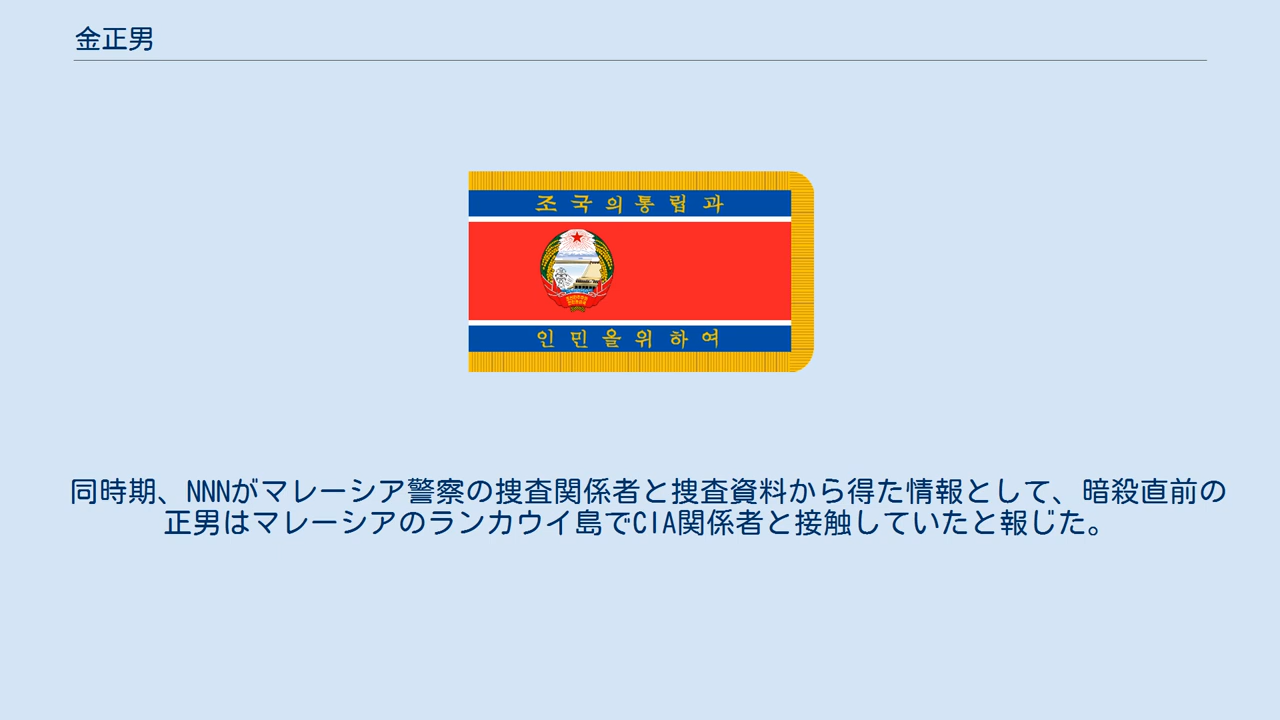 金正男
조국의통립과
인민을위하여
同時期、NNNがマレーシア警察の捜査関係者と捜査資料から得た情報として、暗殺直前の
正男はマレーシアのランカウイ島でCIA関係者と接触していたと報じた。